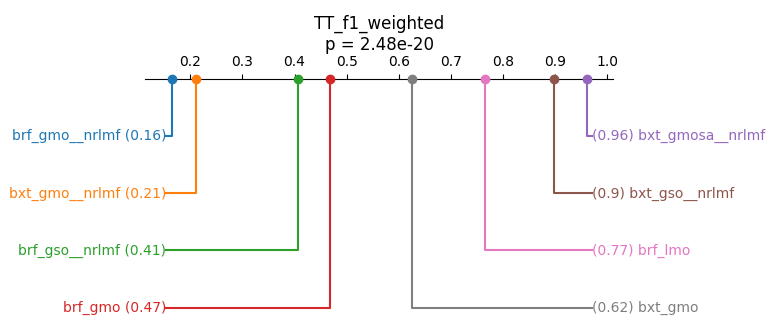 TT_f1_weighted
p = 2.48e-20
0.2 0.3 0.4 0.5 0.6 0.7 0.8 0.9 1.0
brf_gmo__nrlmf (0.16) (0.96) bxt_gmosa__nrlmf
bxt_gmo__nrlmf (0.21) (0.9) bxt_gso__nrlmf
brf_gso__nrlmf (0.41) (0.77) brf_lmo
brf_gmo (0.47) (0.62) bxt_gmo